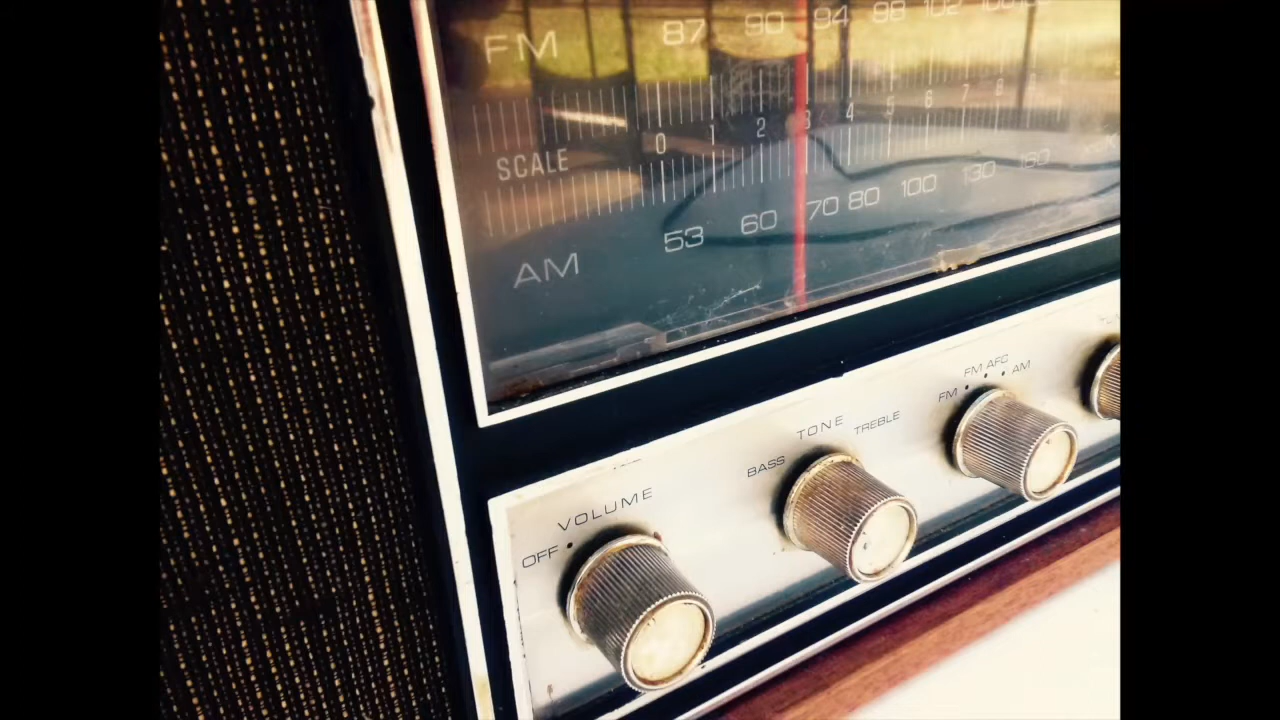 FM 87 90 94 98 102
SCALE 0 1 2 3 4 5 6 7 8
AM 53 60 70 80 100 130 160
VOLUME
OFF
TONE
BASS TREBLE
FM AFC
FM AM